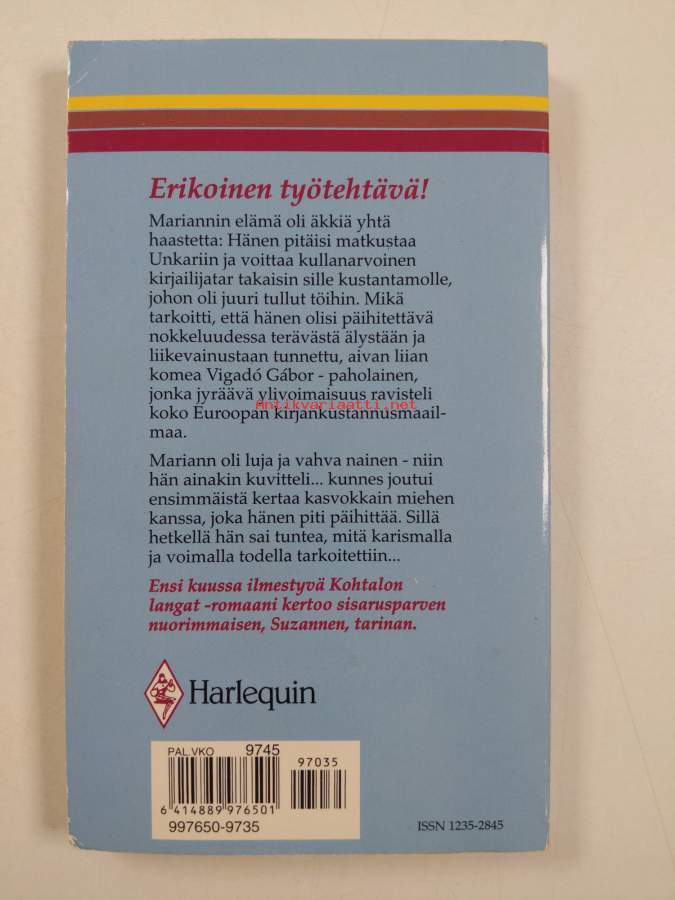 Erikoinen työtehtävä!
Mariannin elämä oli äkkiä yhtä
haastetta: Hänen pitäisi matkustaa
Unkariin ja voittaa kullanarvoinen
kirjailijatar takaisin sille kustantamolle,
johon oli juuri tullut töihin. Mikä
tarkoitti, että hänen olisi päihitettävä
nokkeluudessa terävästä älystään ja
liikevainustaan tunnettu, aivan liian
komea Vigadó Gábor - paholainen,
jonka jyräävä ylivoimaisuus ravisteli
Antikvariaatti.net
koko Euroopan kirjankustannusmaail-
maa.
Mariann oli luja ja vahva nainen - niin
hän ainakin kuvitteli... kunnes joutui
ensimmäistä kertaa kasvokkain miehen
kanssa, joka hänen piti päihittää. Sillä
hetkellä hän sai tuntea, mitä karismalla
ja voimalla todella tarkoitettiin...
Ensi kuussa ilmestyvä Kohtalon
langat -romaani kertoo sisarusparven
nuorimmaisen, Suzannen, tarinan.
Harlequin
PAL.VKO 9745
97035
6 414889 976501
997650-9735
ISSN 1235-2845